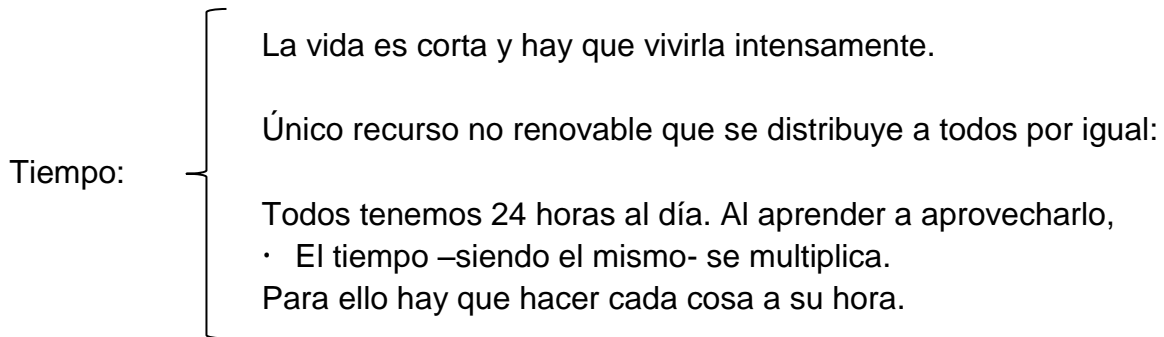 La vida es corta y hay que vivirla intensamente.
Único recurso no renovable que se distribuye a todos por igual:
Tiempo:
Todos tenemos 24 horas al día. Al aprender a aprovecharlo,
· El tiempo –siendo el mismo- se multiplica.
Para ello hay que hacer cada cosa a su hora.